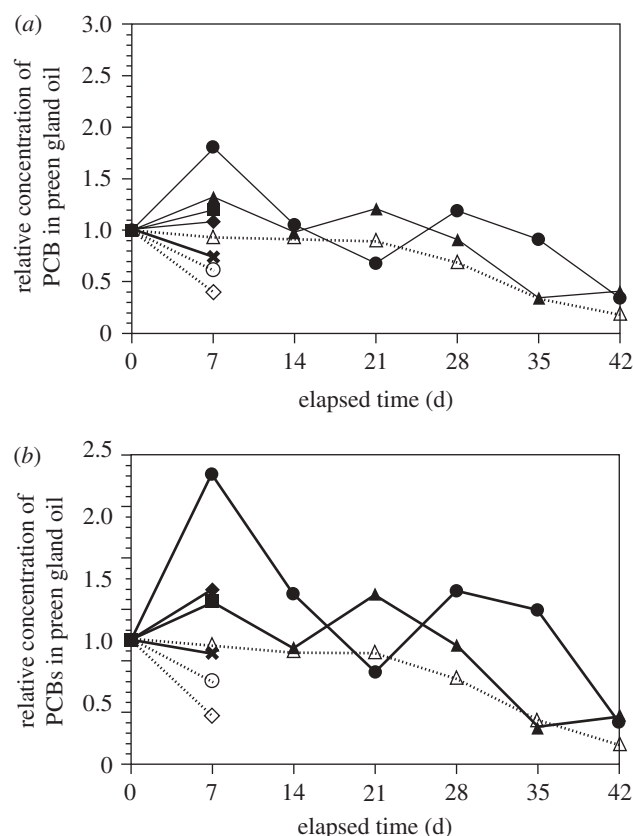 (a)
3.0
2.5
2.0
1.5
1.0
0.5
0
relative concentration of
PCB in preen gland oil
0 7 14 21 28 35 42
elapsed time (d)
(b)
2.5
2.0
1.5
1.0
0.5
0
relative concentration of
PCBs in preen gland oil
0 7 14 21 28 35 42
elapsed time (d)